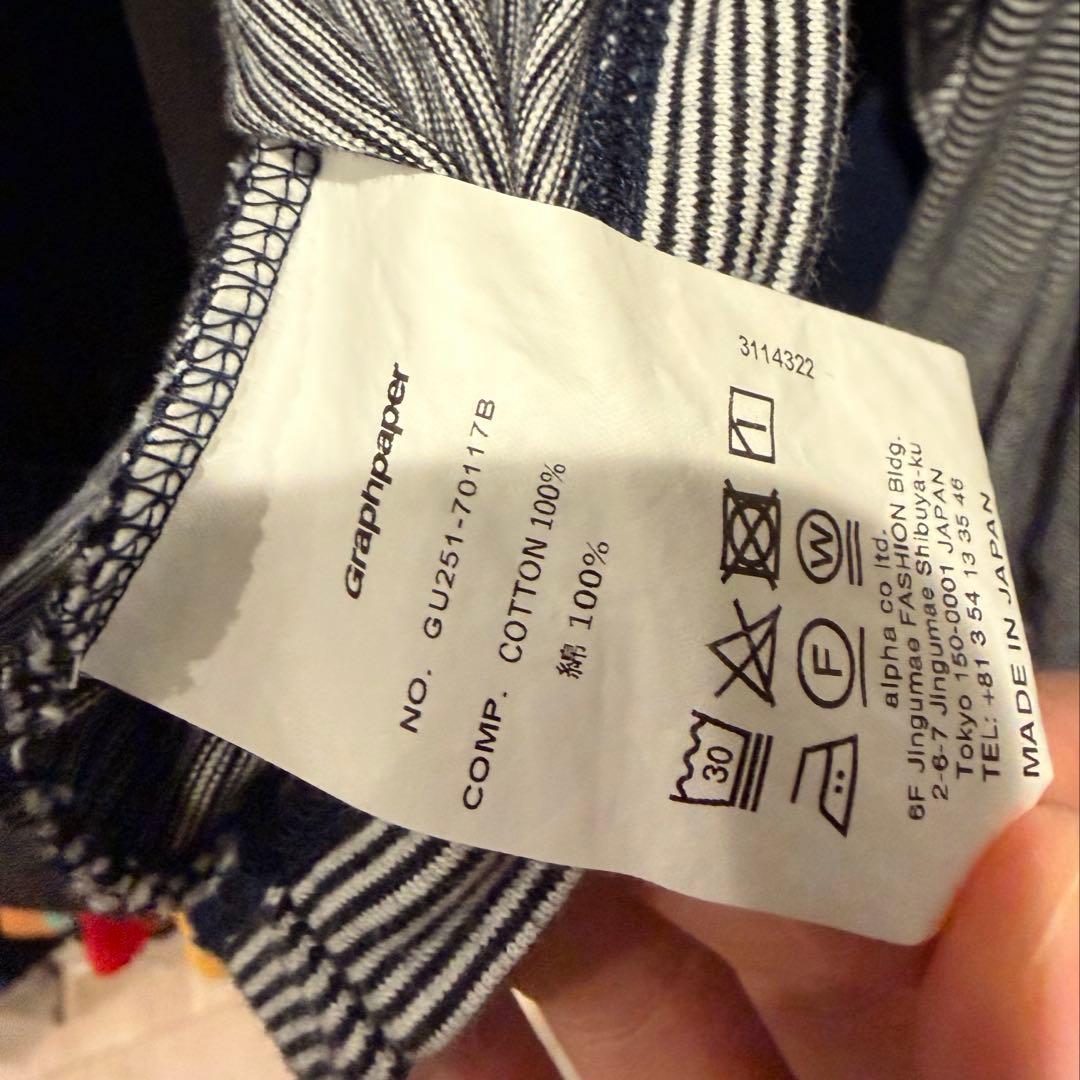 Graphpaper
NO. GU251-70117B
COMP. COTTON 100%
綿 100%
30
W
F
3114322
alpha co ltd.
6F Jingumae FASHION Bldg.
2-6-7 Jingumae Shibuya-ku
Tokyo 150-0001 JAPAN
TEL: +81 3 54 13 35 46
MADE IN JAPAN